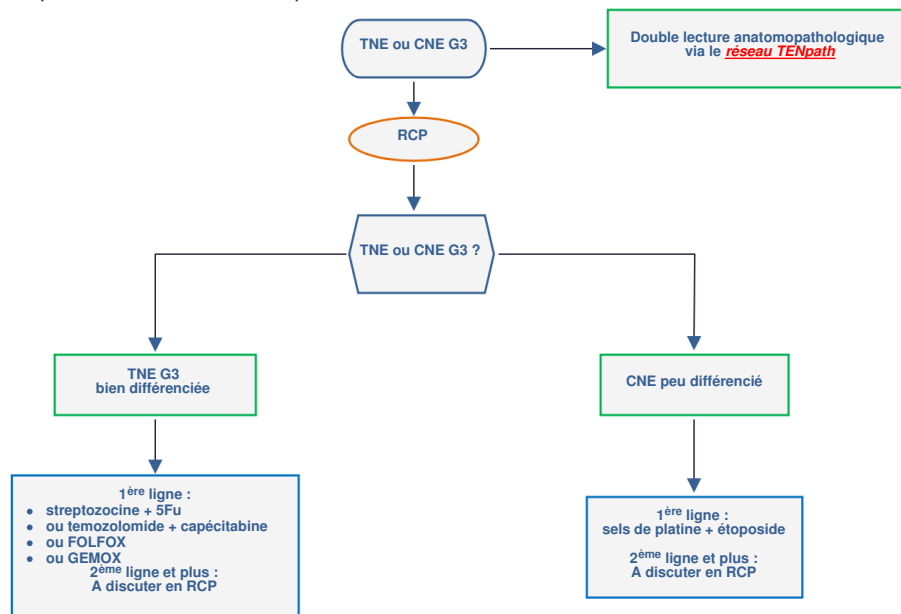 TNE ou CNE G3
Double lecture anatomopathologique
via le réseau TENpath
RCP
TNE ou CNE G3 ?
TNE G3
bien différenciée
CNE peu différencié
1ère ligne :
• streptozocine + 5Fu
• ou temozolomide + capécitabine
• ou FOLFOX
• ou GEMOX
2ème ligne et plus :
A discuter en RCP
1ère ligne :
sels de platine + étoposide
2ème ligne et plus :
A discuter en RCP